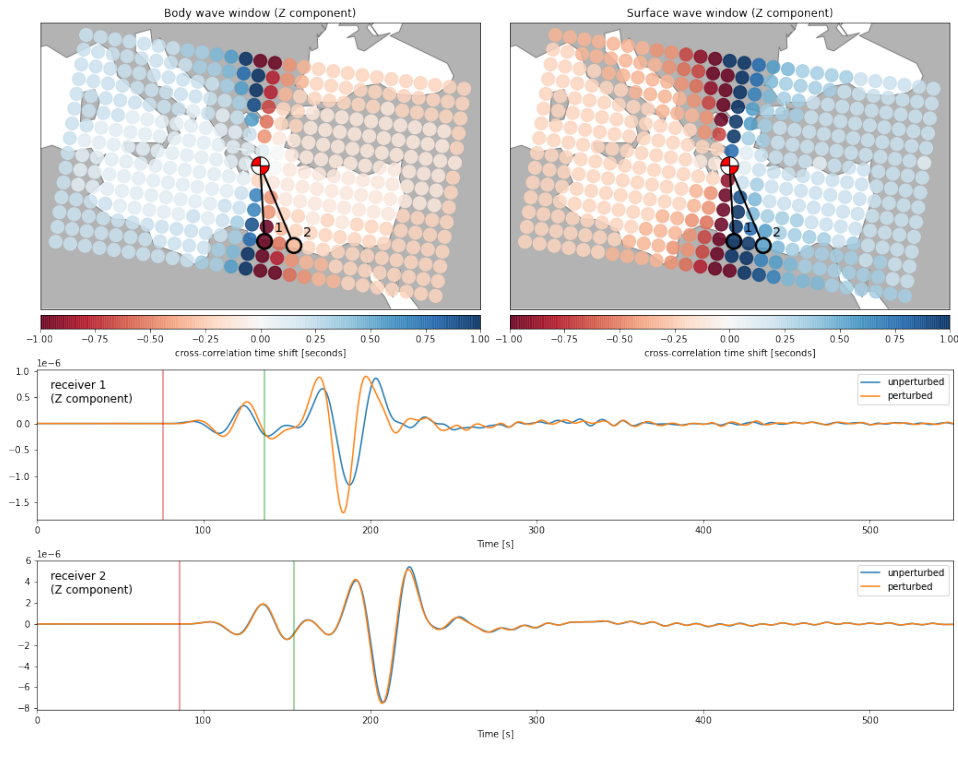 Body wave window (Z component)
Surface wave window (Z component)
1
2
1
2
−1.00 −0.75 −0.50 −0.25 0.00 0.25 0.50 0.75 1.00
cross-correlation time shift [seconds]
−1.00 −0.75 −0.50 −0.25 0.00 0.25 0.50 0.75 1.00
cross-correlation time shift [seconds]
1e−6
receiver 1
(Z component)
unperturbed
perturbed
1.0
0.5
0.0
−0.5
−1.0
−1.5
0 100 200 300 400 500
Time [s]
1e−6
receiver 2
(Z component)
unperturbed
perturbed
6
4
2
0
−2
−4
−6
−8
0 100 200 300 400 500
Time [s]